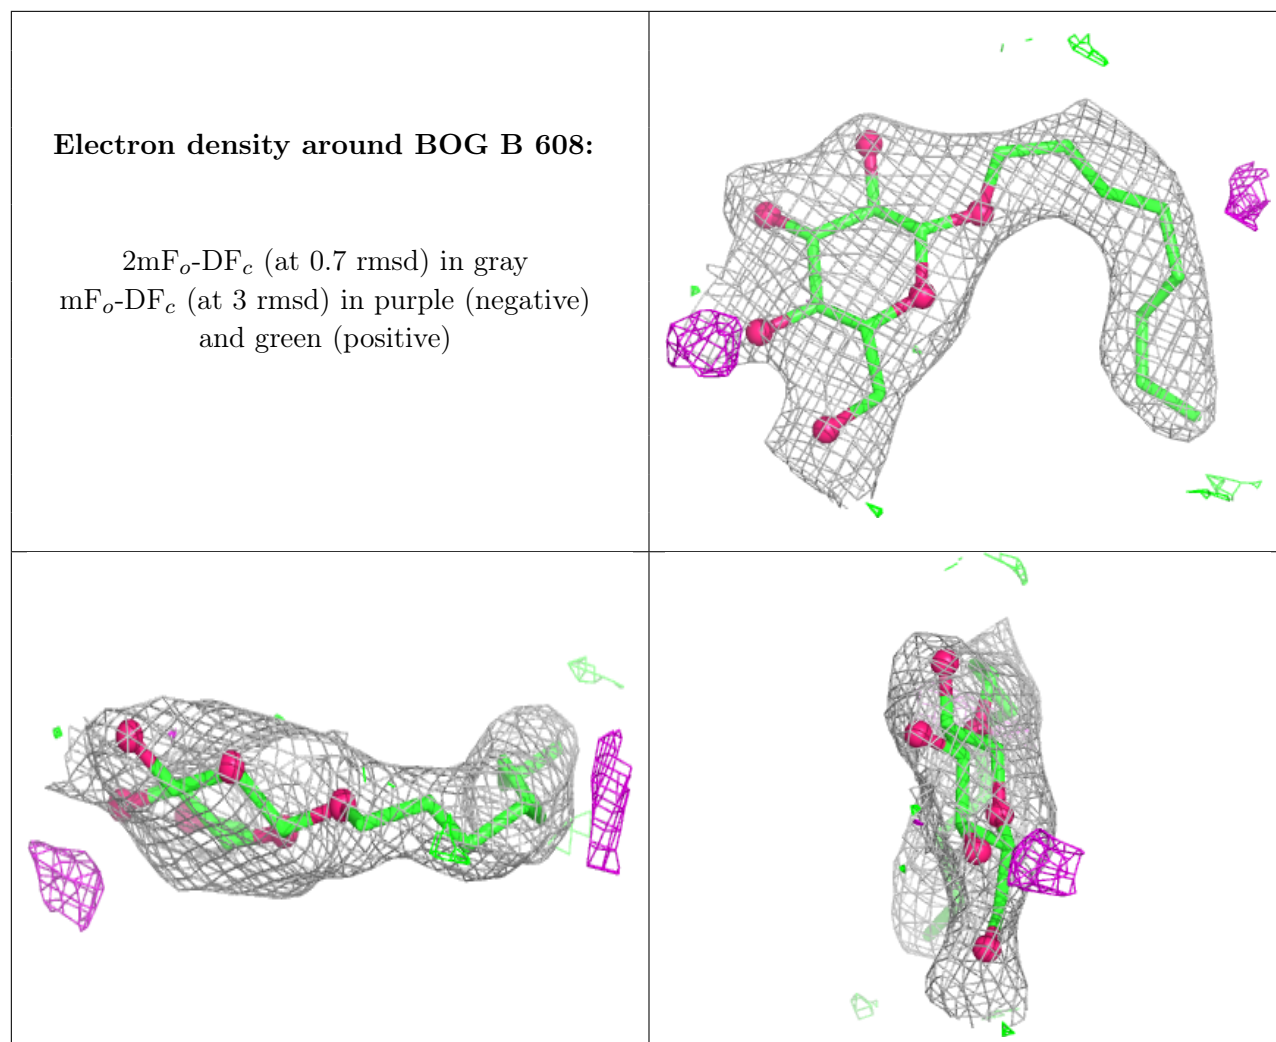 Electron density around BOG B 608:
2mFo-DFc (at 0.7 rmsd) in gray
mFo-DFc (at 3 rmsd) in purple (negative)
and green (positive)